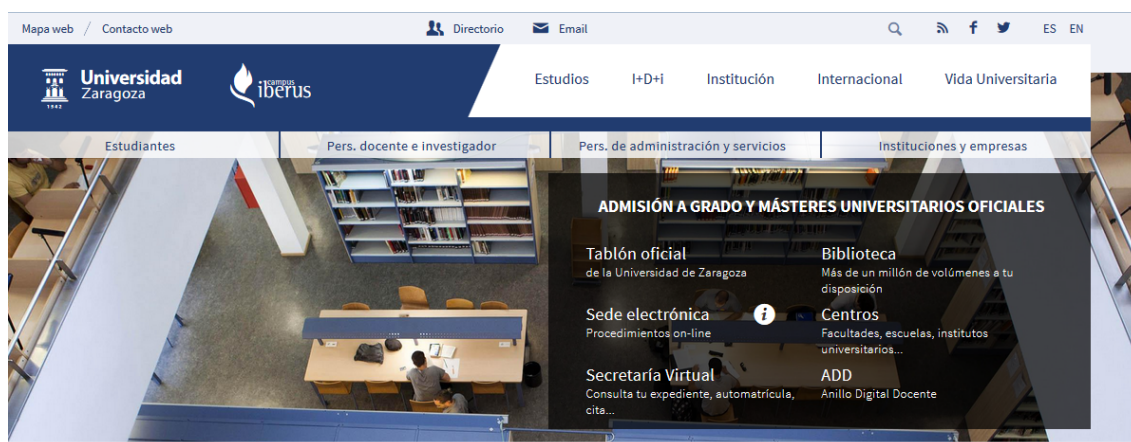 Mapa web / Contacto web
Directorio
Email
ES EN
Universidad
Zaragoza
1542
campus
iberus
Estudios
I+D+i
Institución
Internacional
Vida Universitaria
Estudiantes
Pers. docente e investigador
Pers. de administración y servicios
Instituciones y empresas
ADMISIÓN A GRADO Y MÁSTERES UNIVERSITARIOS OFICIALES
Tablón oficial
de la Universidad de Zaragoza
Biblioteca
Más de un millón de volúmenes a tu
disposición
Sede electrónica
Procedimientos on-line
Centros
Facultades, escuelas, institutos
universitarios...
Secretaría Virtual
Consulta tu expediente, automatrícula,
cita...
ADD
Anillo Digital Docente